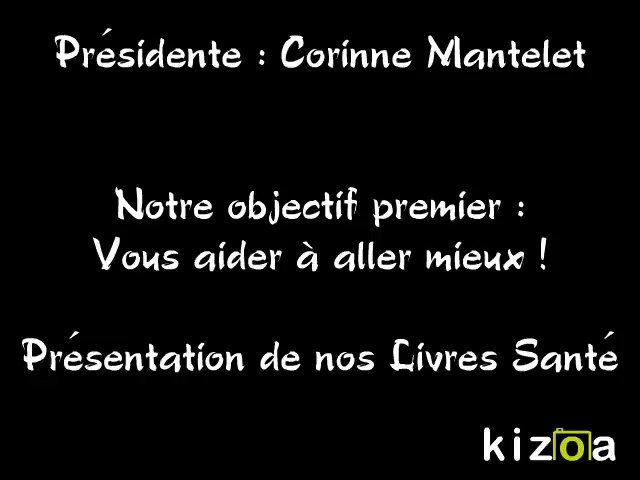 Présidente : Corinne Mantelet
Notre objectif premier :
Vous aider à aller mieux !
Présentation de nos Livres Santé
kizoa